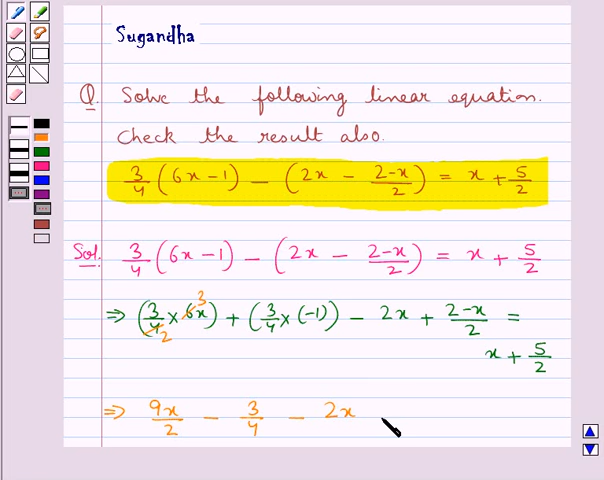 Sugandha
Q. Solve the following linear equation.
Check the result also.
3/4 (6x - 1) - (2x - (2-x)/2) = x + 5/2
Sol. 3/4 (6x - 1) - (2x - (2-x)/2) = x + 5/2
⇒ (3/4 × 6x) + (3/4 × (-1)) - 2x + (2-x)/2 =
3
2
x + 5/2
⇒ 9x/2 - 3/4 - 2x